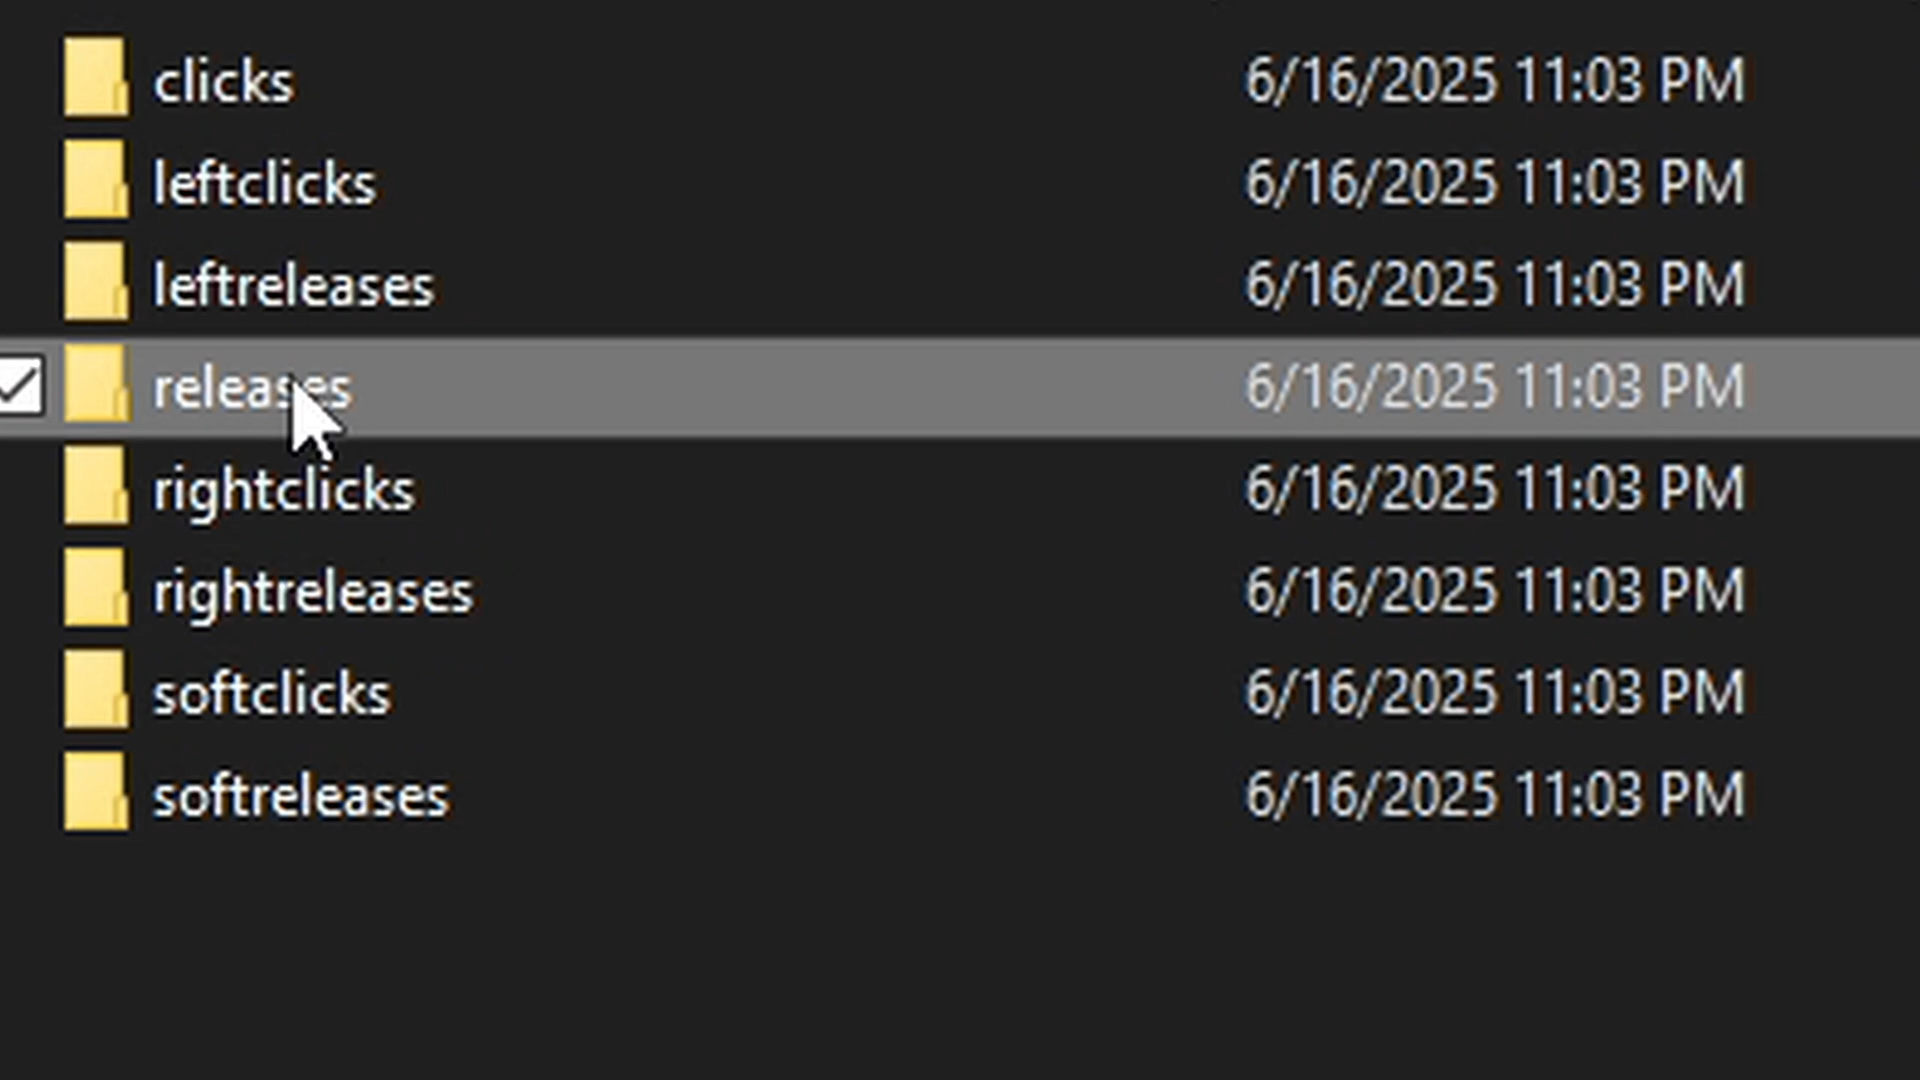 clicks 6/16/2025 11:03 PM
leftclicks 6/16/2025 11:03 PM
leftreleases 6/16/2025 11:03 PM
releases 6/16/2025 11:03 PM
rightclicks 6/16/2025 11:03 PM
rightreleases 6/16/2025 11:03 PM
softclicks 6/16/2025 11:03 PM
softreleases 6/16/2025 11:03 PM